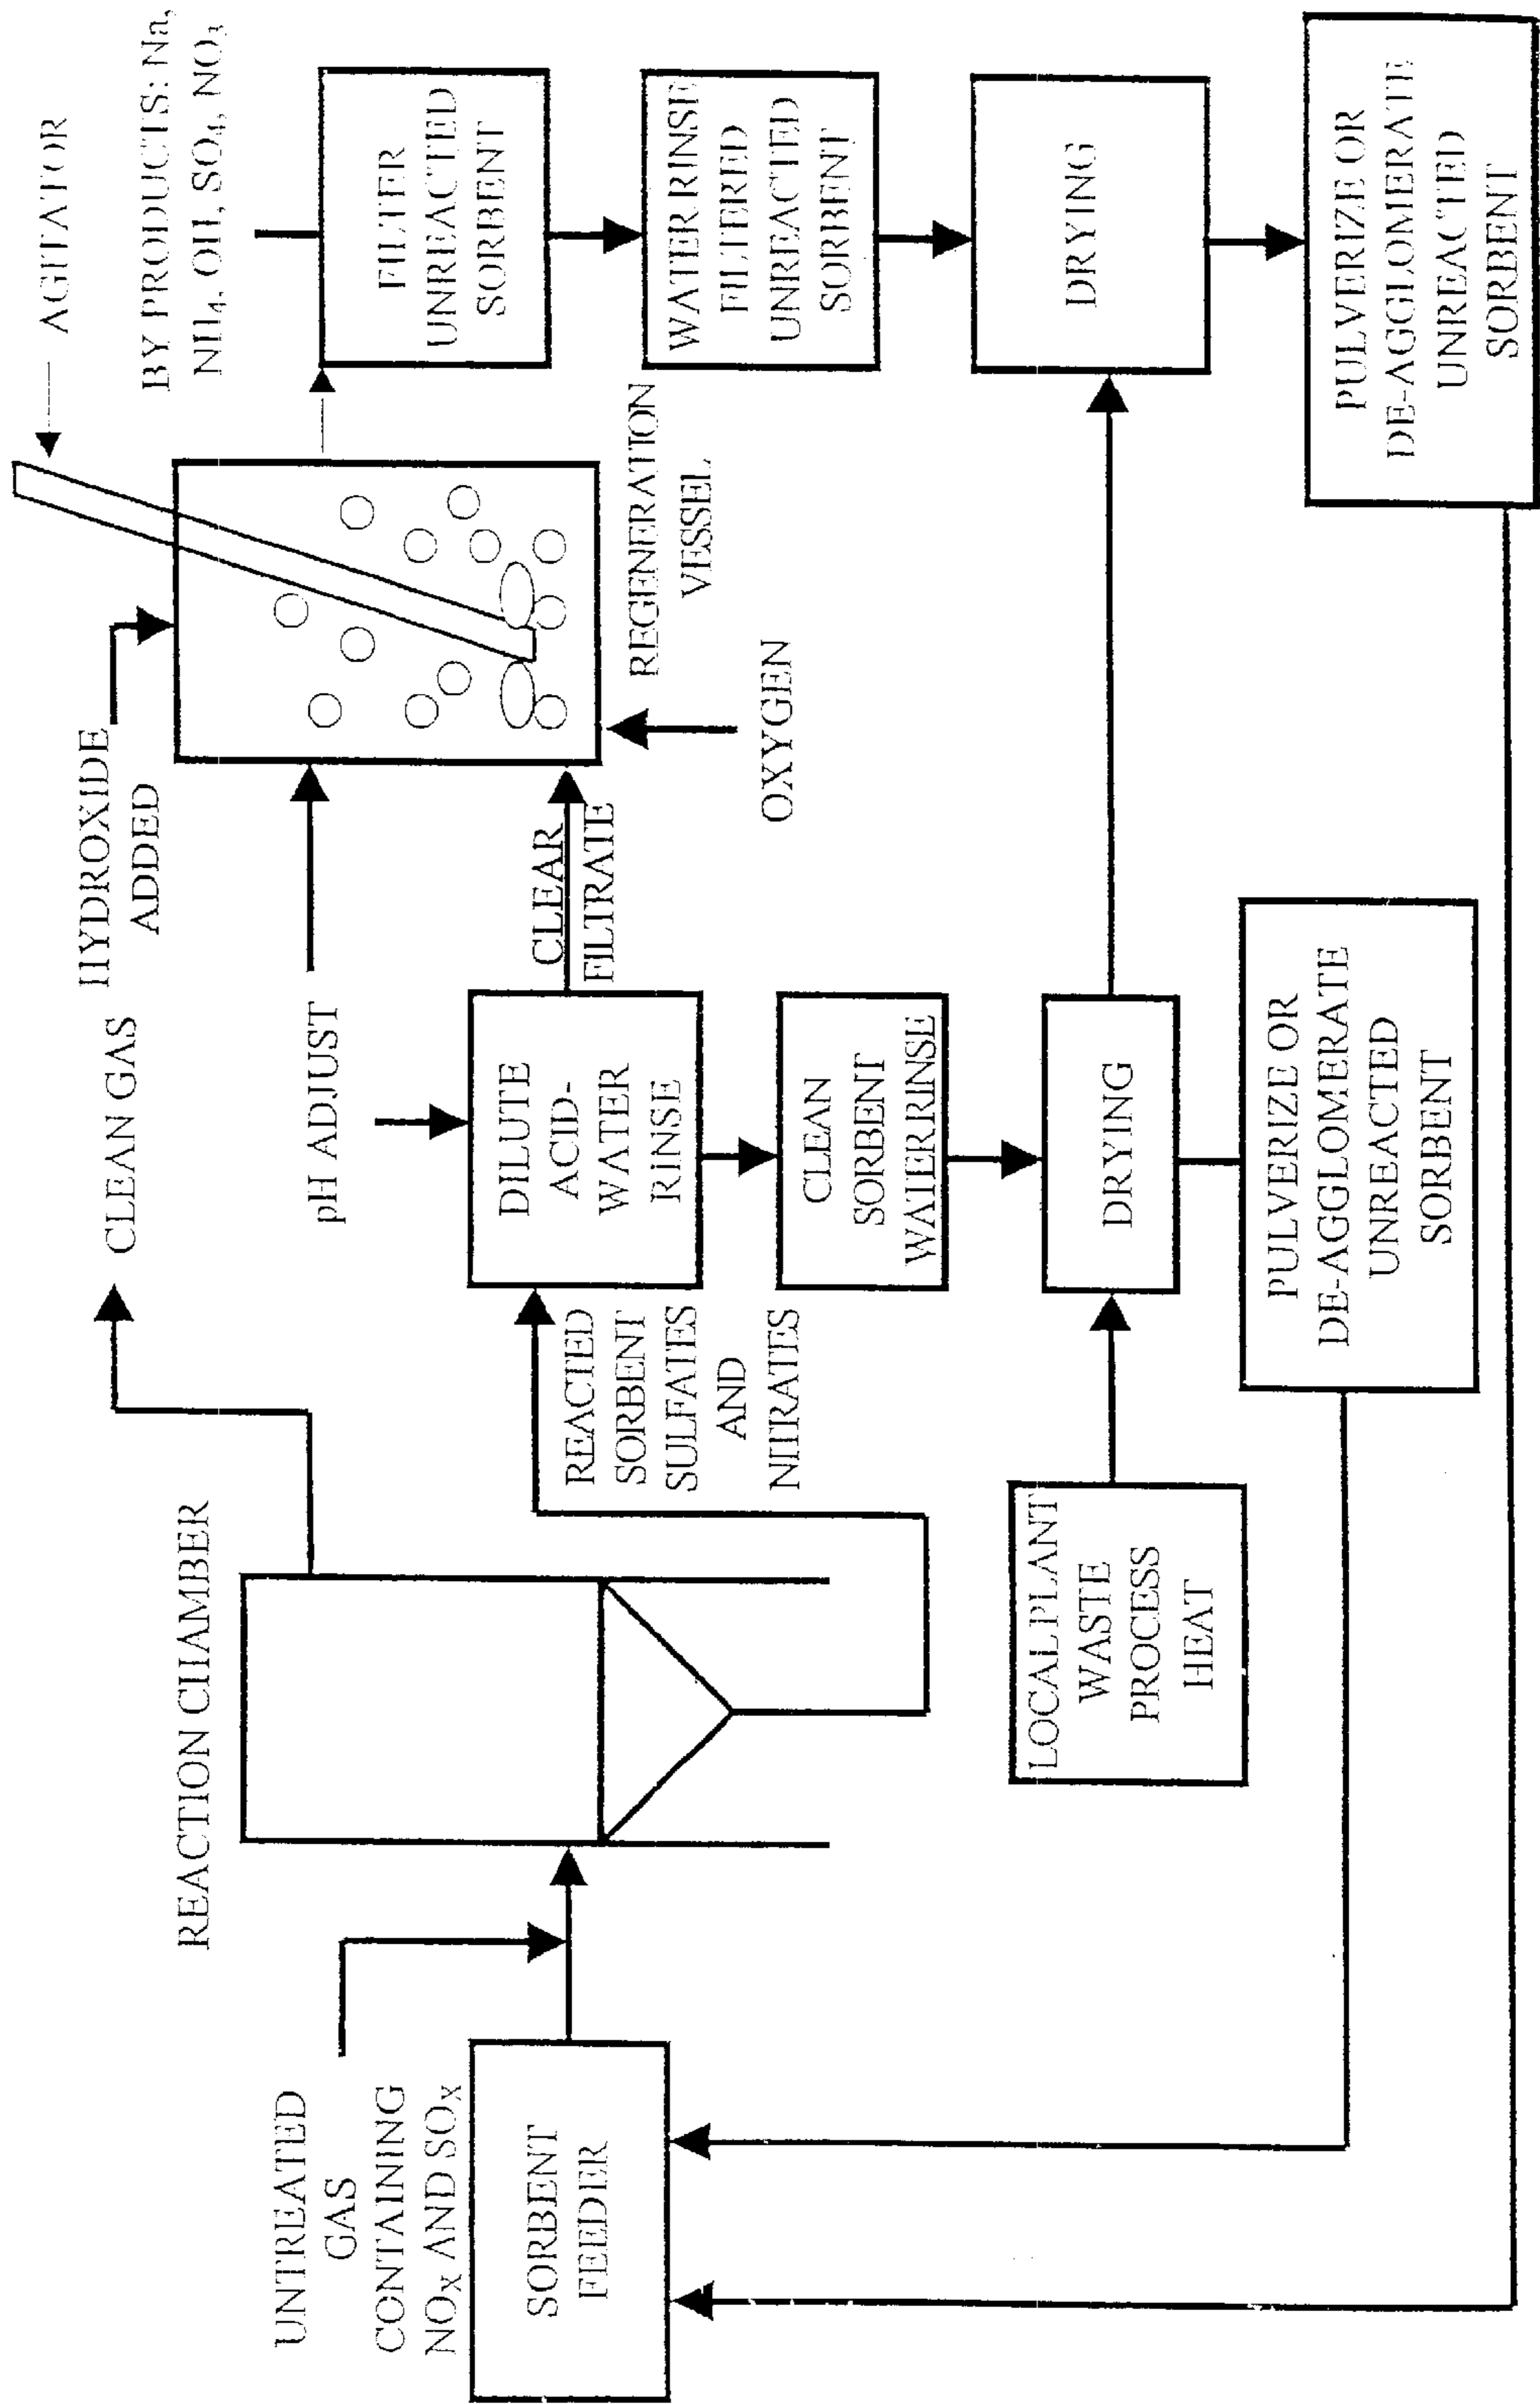 AGITATOR
BY PRODUCTS: Na,
NH₄, OH, SO₄, NO₃
HYDROXIDE
ADDED
CLEAN GAS
REACTION CHAMBER
UNTREATED
GAS
CONTAINING
NOₓ AND SOₓ
SORBENT
FEEDER
pH ADJUST
REACTED
SORBENT
SULFATES
AND
NITRATES
DILUTE
ACID-
WATER
RINSE
CLEAR
FILTRATE
OXYGEN
REGENERATION
VESSEL
FILTER
UNREACTED
SORBENT
WATER RINSE
FILTERED
UNREACTED
SORBENT
CLEAN
SORBENT
WATER RINSE
LOCAL PLANT
WASTE
PROCESS
HEAT
DRYING
DRYING
PULVERIZE OR
DE-AGGLOMERATE
UNREACTED
SORBENT
PULVERIZE OR
DE-AGGLOMERATE
UNREACTED
SORBENT